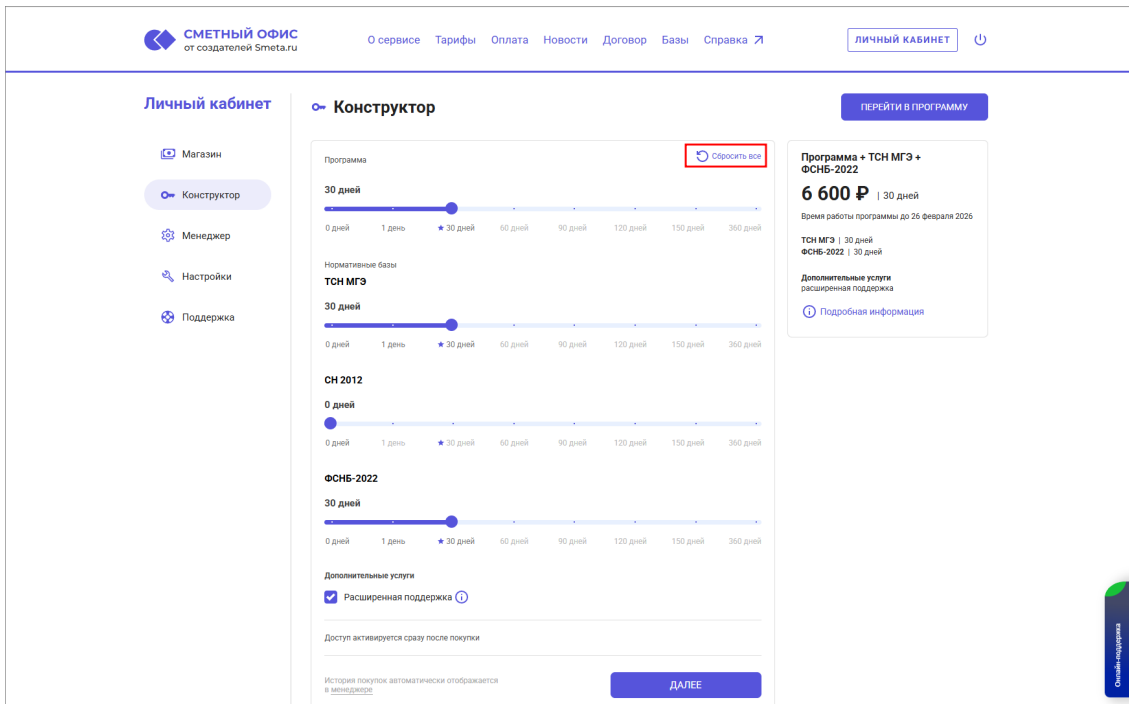 СМЕТНЫЙ ОФИС
от создателей Smeta.ru
О сервисе Тарифы Оплата Новости Договор Базы Справка
ЛИЧНЫЙ КАБИНЕТ
Личный кабинет
Магазин
Конструктор
Менеджер
Настройки
Поддержка
Конструктор
ПЕРЕЙТИ В ПРОГРАММУ
Программа
Сбросить все
30 дней
0 дней 1 день ★ 30 дней 60 дней 90 дней 120 дней 150 дней 360 дней
Нормативные базы
ТСН МГЭ
30 дней
0 дней 1 день ★ 30 дней 60 дней 90 дней 120 дней 150 дней 360 дней
СН 2012
0 дней
0 дней 1 день ★ 30 дней 60 дней 90 дней 120 дней 150 дней 360 дней
ФСНБ-2022
30 дней
0 дней 1 день ★ 30 дней 60 дней 90 дней 120 дней 150 дней 360 дней
Дополнительные услуги
Расширенная поддержка
Доступ активируется сразу после покупки
История покупок автоматически отображается
в менеджере
ДАЛЕЕ
Программа + ТСН МГЭ +
ФСНБ-2022
6 600 ₽ | 30 дней
Время работы программы до 26 февраля 2026
ТСН МГЭ | 30 дней
ФСНБ-2022 | 30 дней
Дополнительные услуги
расширенная поддержка
Подробная информация
Онлайн-поддержка